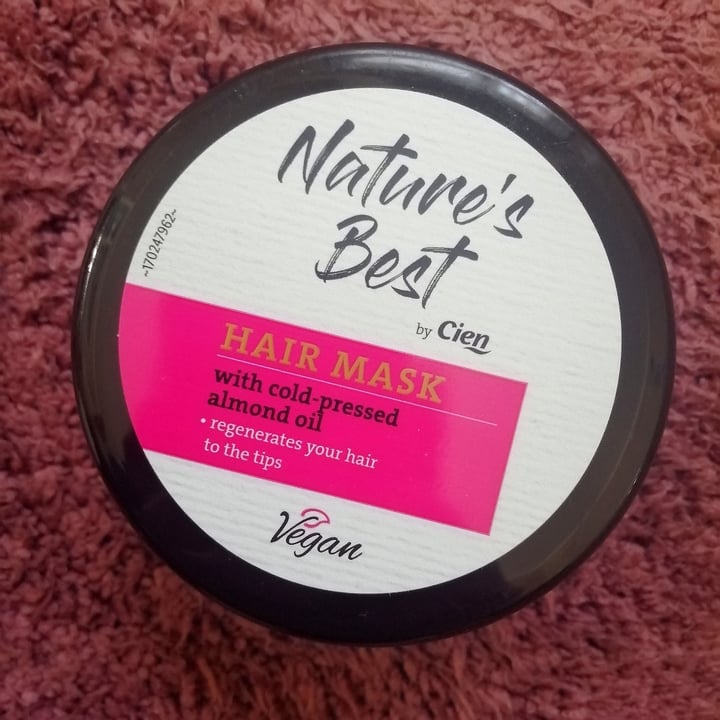 Nature's
Best
by Cien
~170247962~
HAIR MASK
with cold-pressed
almond oil
• regenerates your hair
to the tips
Vegan